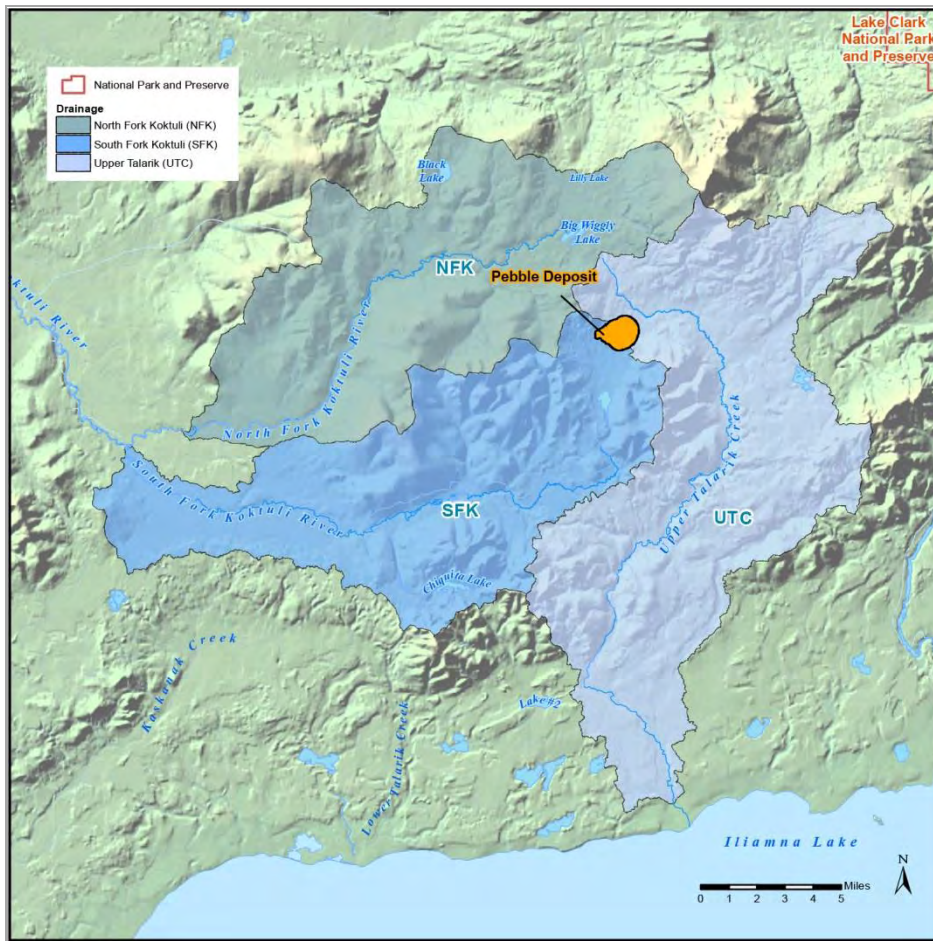 Lake Clark
National Park
and Preserve
National Park and Preserve
Drainage
North Fork Koktuli (NFK)
South Fork Koktuli (SFK)
Upper Talarik (UTC)
Black
Lake
Lilly Lake
Big Wiggly
Lake
NFK
Pebble Deposit
ktuli River
North Fork Koktuli River
South Fork Koktuli River
SFK
Upper Talarik Creek
UTC
Chiquita Lake
Kaskanak Creek
Lake #2
Lower Talarik Creek
Iliamna Lake
N
Miles
0 1 2 3 4 5